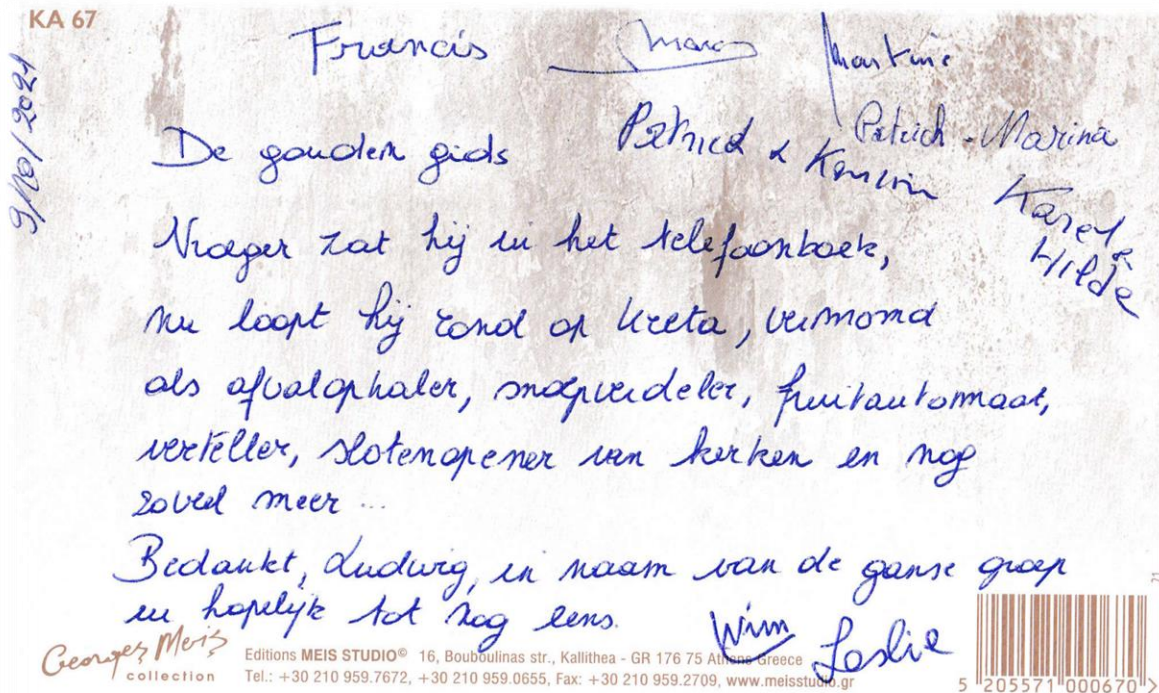 KA 67
9/10/2021
Francis
Marc
Martine
De gouden gids
Patrick & 
Patrick - Marina
Karel &
Hilde
Vroeger zat hij in het telefoonboek,
nu loopt hij rond op Kreta, vermomd
als afvalophaler, snoepverdeler, fruitautomaat,
verteller, slotenopener van kerken en nog
zoveel meer ...
Bedankt, Ludwig, in naam van de ganse groep
en hopelijk tot nog eens.
Wim
Leslie
Georges Meis
collection
Editions MEIS STUDIO© 16, Bouboulinas str., Kallithea - GR 176 75 Athens Greece
Tel.: +30 210 959.7672, +30 210 959.0655, Fax: +30 210 959.2709, www.meisstudio.gr
5 205571 000670 >